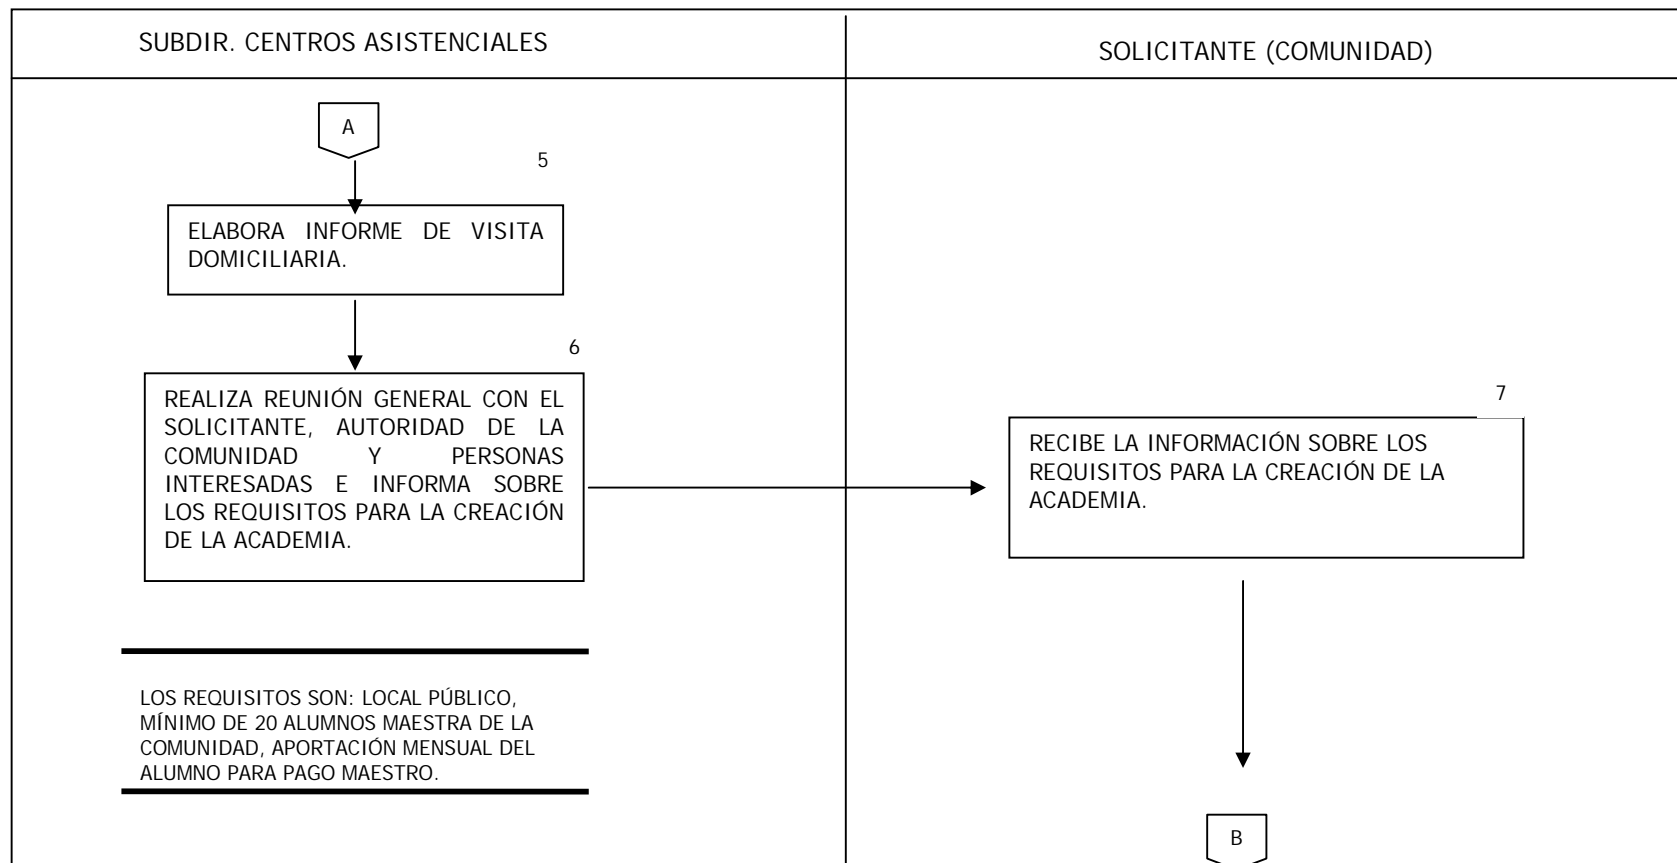 SUBDIR. CENTROS ASISTENCIALES
SOLICITANTE (COMUNIDAD)
A
5
ELABORA INFORME DE VISITA
DOMICILIARIA.
6
REALIZA REUNIÓN GENERAL CON EL
SOLICITANTE, AUTORIDAD DE LA
COMUNIDAD Y PERSONAS
INTERESADAS E INFORMA SOBRE
LOS REQUISITOS PARA LA CREACIÓN
DE LA ACADEMIA.
7
RECIBE LA INFORMACIÓN SOBRE LOS
REQUISITOS PARA LA CREACIÓN DE LA
ACADEMIA.
LOS REQUISITOS SON: LOCAL PÚBLICO,
MÍNIMO DE 20 ALUMNOS MAESTRA DE LA
COMUNIDAD, APORTACIÓN MENSUAL DEL
ALUMNO PARA PAGO MAESTRO.
B